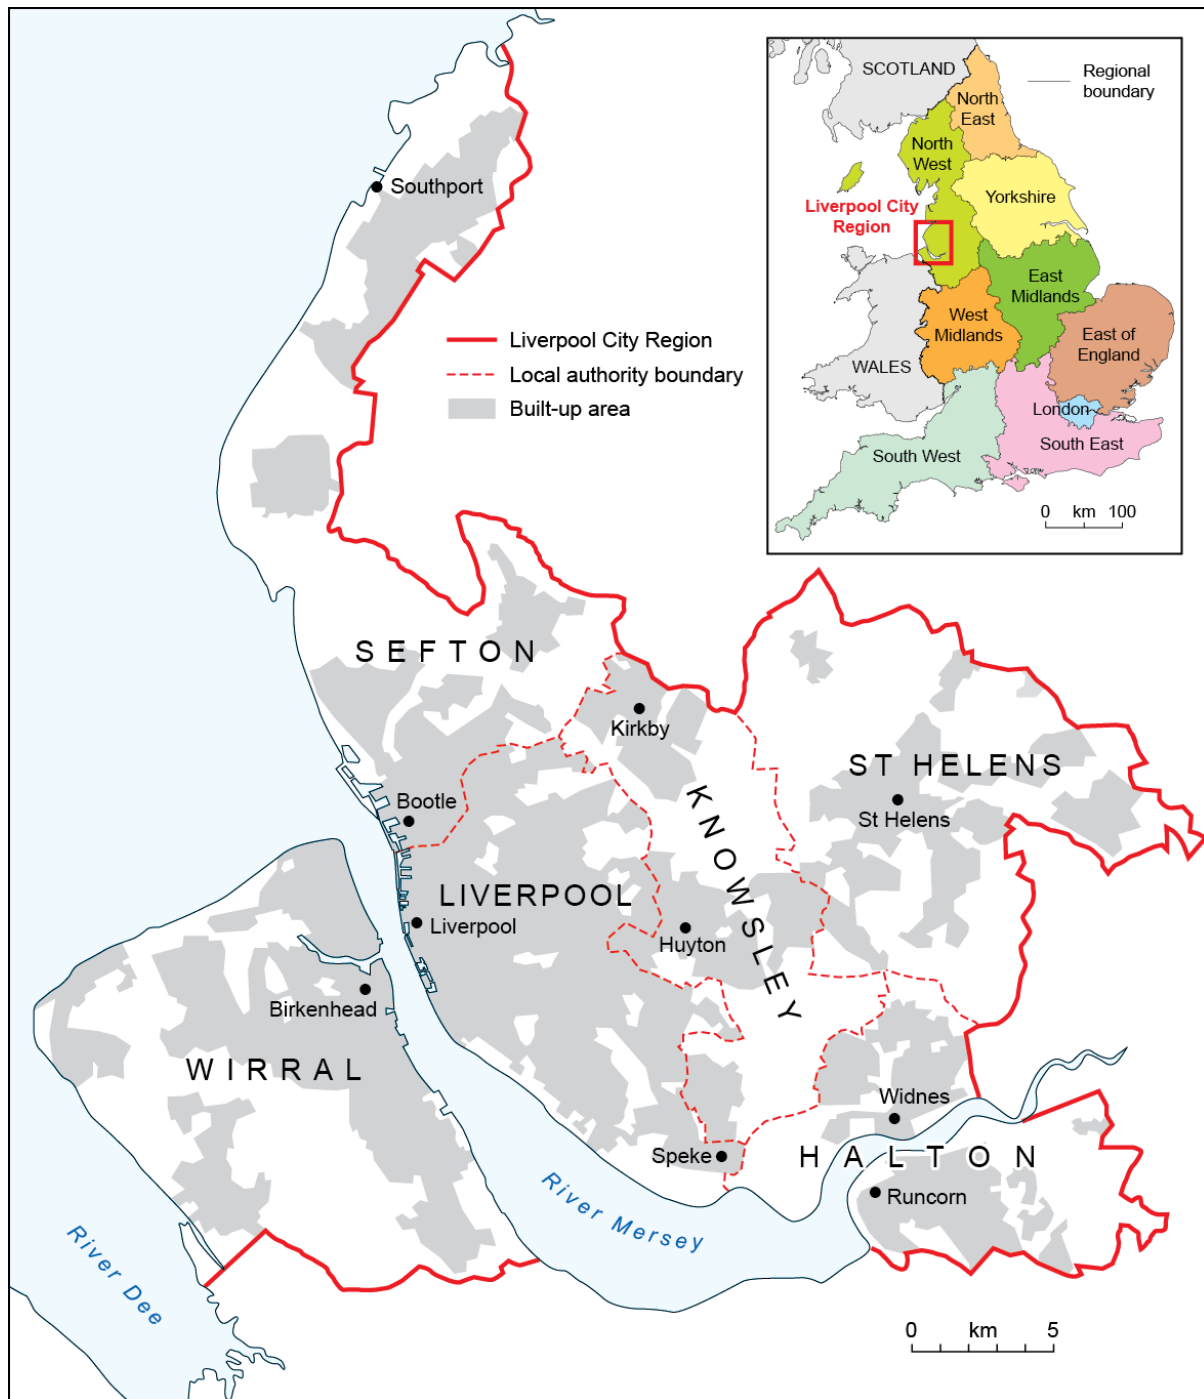 SCOTLAND
Regional
boundary
North
East
North
West
Yorkshire
Liverpool City
Region
East
Midlands
West
Midlands
East of
England
WALES
London
South East
South West
0 km 100
Southport
Liverpool City Region
Local authority boundary
Built-up area
SEFTON
Kirkby
ST HELENS
St Helens
Bootle
KNOWSLEY
LIVERPOOL
Liverpool
Huyton
Birkenhead
WIRRAL
Widnes
Speke
HALTON
Runcorn
River Mersey
River Dee
0 km 5